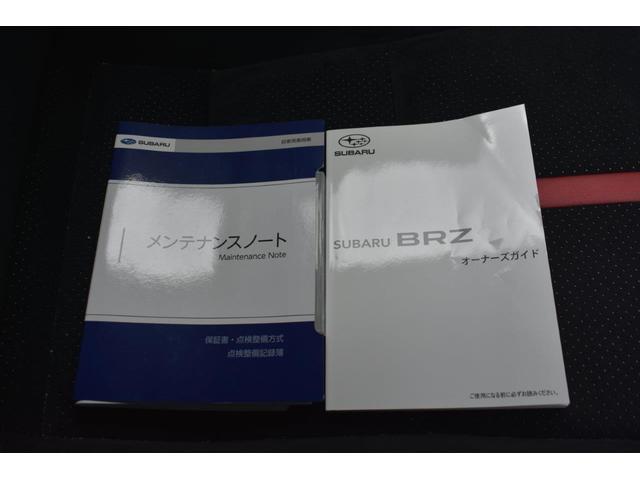 SUBARU
メンテナンスノート
Maintenance Note
保証書・点検整備方式
点検整備記録簿
SUBARU
SUBARU BRZ
オーナーズガイド
ご使用になる前に必ずお読みください。